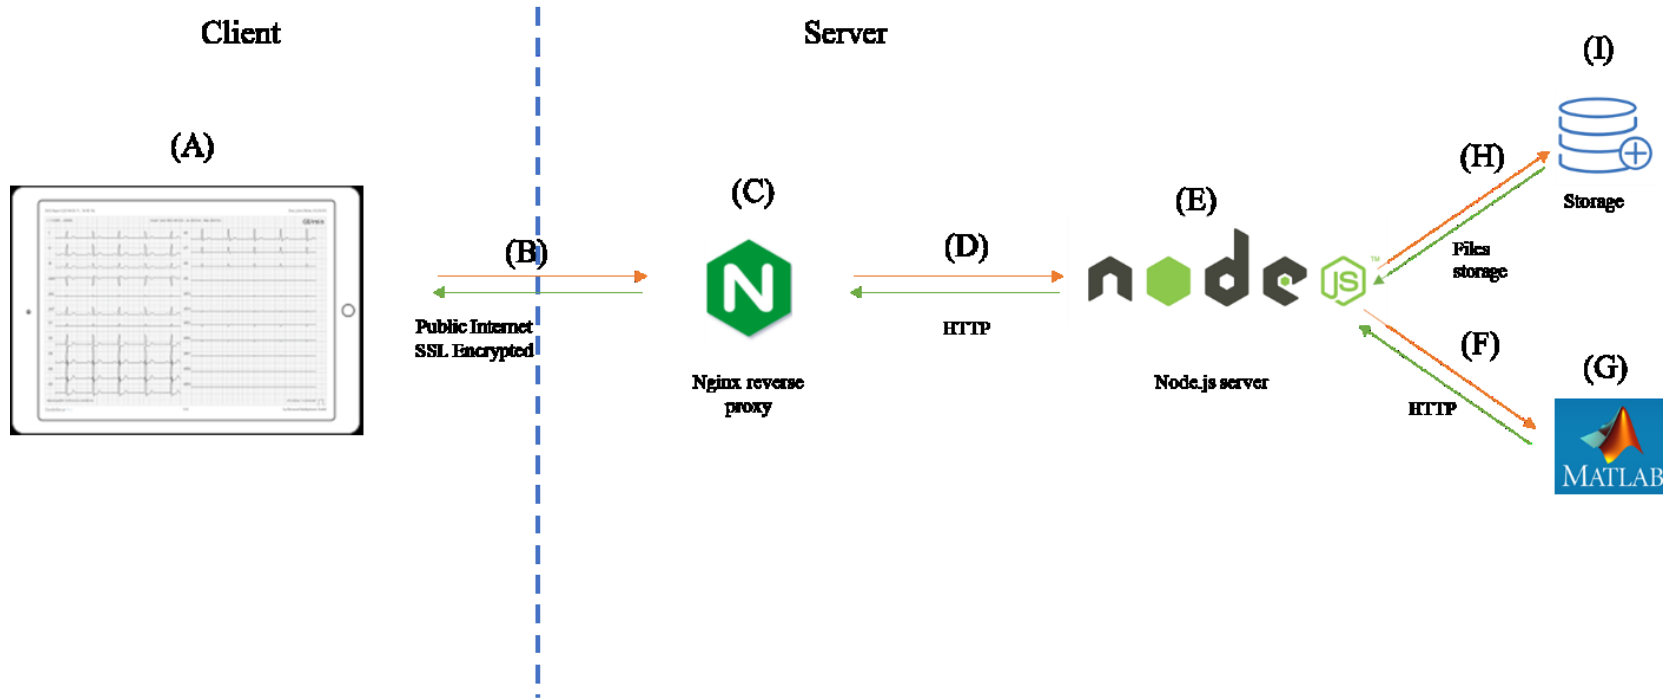 Client
Server
(I)
(A)
(H)
(C)
(E)
Storage
(B)
(D)
Files
storage
node
JS
TM
N
Public Internet
SSL Encrypted
HTTP
(F)
Nginx reverse
proxy
Node.js server
(G)
HTTP
MATLAB